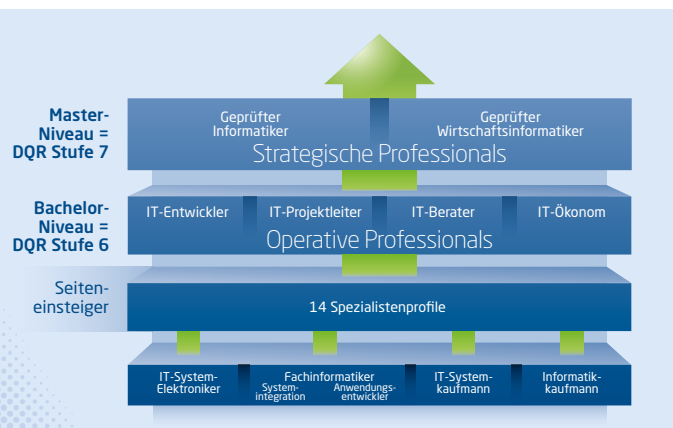 Master-
Niveau =
DQR Stufe 7
Geprüfter
Informatiker
Geprüfter
Wirtschaftsinformatiker
Strategische Professionals
Bachelor-
Niveau =
DQR Stufe 6
IT-Entwickler
IT-Projektleiter
IT-Berater
IT-Ökonom
Operative Professionals
Seiten-
einsteiger
14 Spezialistenprofile
IT-System-
Elektroniker
Fachinformatiker
System-
integration
Anwendungs-
entwickler
IT-System-
kaufmann
Informatik-
kaufmann